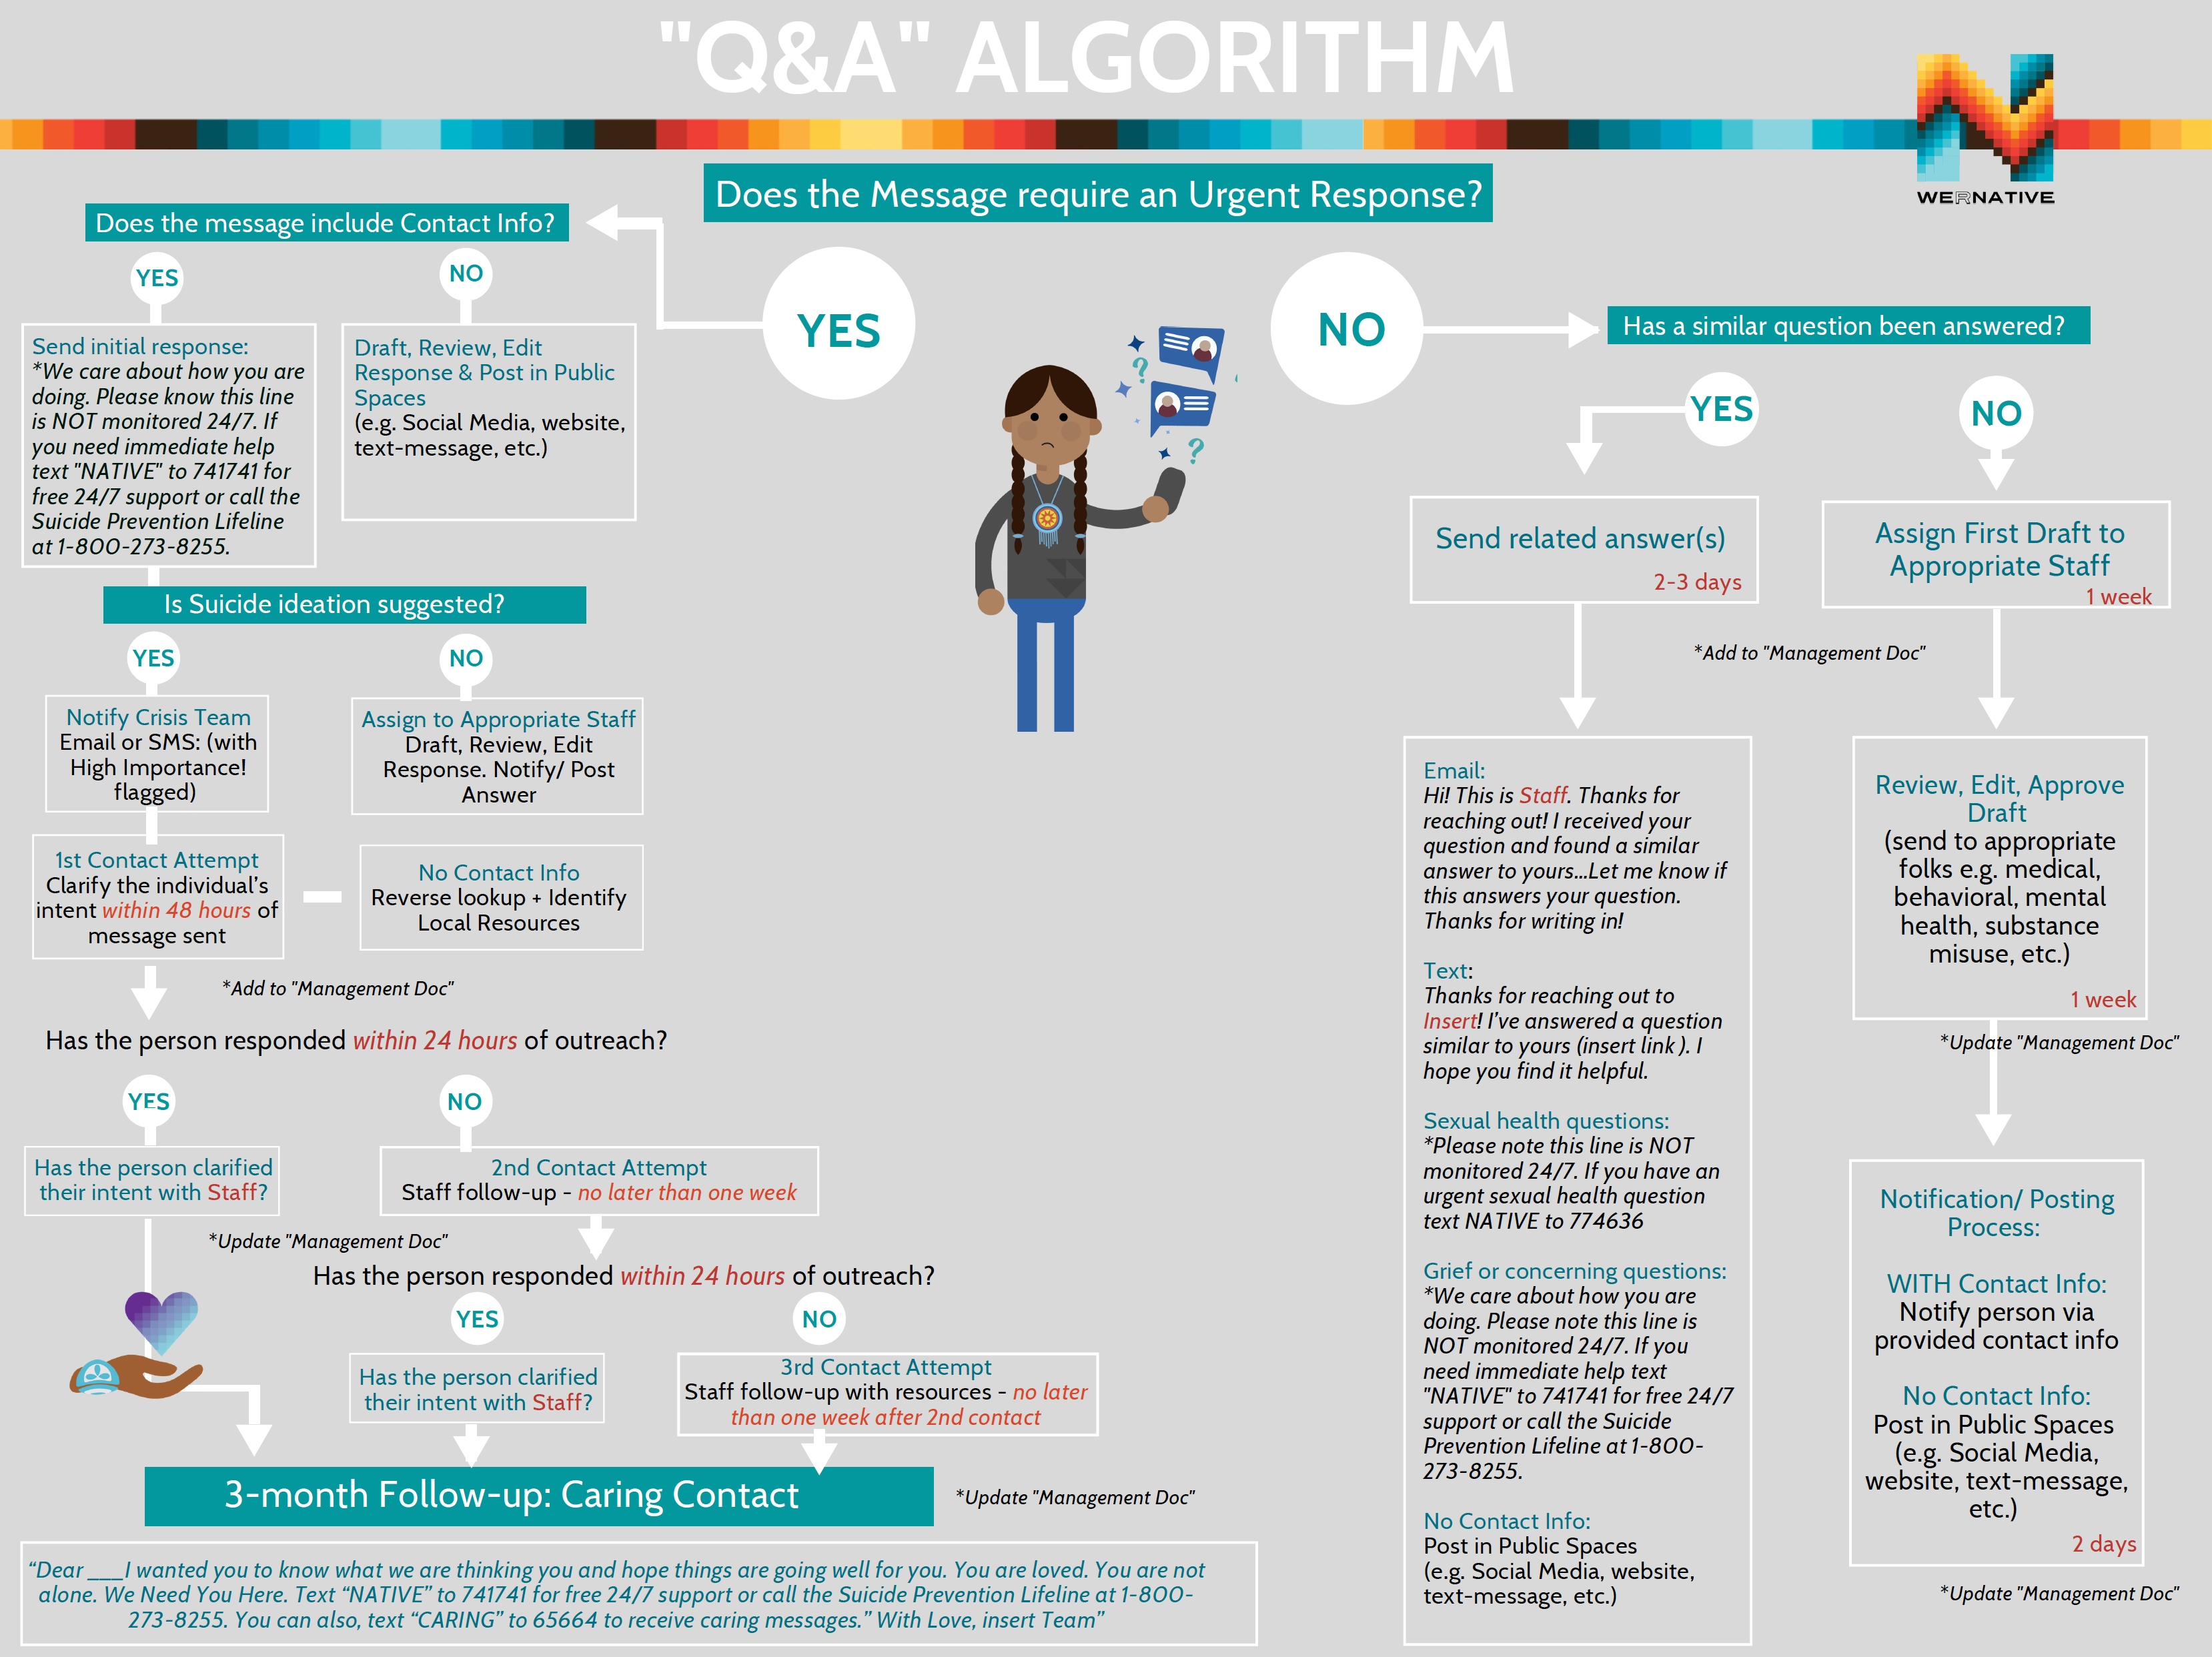 "Q&A" ALGORITHM
WERNATIVE
Does the Message require an Urgent Response?
YES
NO
Does the message include Contact Info?
YES
NO
Send initial response:
*We care about how you are
doing. Please know this line
is NOT monitored 24/7. If
you need immediate help
text "NATIVE" to 741741 for
free 24/7 support or call the
Suicide Prevention Lifeline
at 1-800-273-8255.
Draft, Review, Edit
Response & Post in Public
Spaces
(e.g. Social Media, website,
text-message, etc.)
Is Suicide ideation suggested?
YES
NO
Notify Crisis Team
Email or SMS: (with
High Importance!
flagged)
Assign to Appropriate Staff
Draft, Review, Edit
Response. Notify/ Post
Answer
1st Contact Attempt
Clarify the individual's
intent within 48 hours of
message sent
No Contact Info
Reverse lookup + Identify
Local Resources
*Add to "Management Doc"
Has the person responded within 24 hours of outreach?
YES
NO
Has the person clarified
their intent with Staff?
2nd Contact Attempt
Staff follow-up - no later than one week
*Update "Management Doc"
Has the person responded within 24 hours of outreach?
YES
NO
Has the person clarified
their intent with Staff?
3rd Contact Attempt
Staff follow-up with resources - no later
than one week after 2nd contact
3-month Follow-up: Caring Contact
*Update "Management Doc"
“Dear ___I wanted you to know what we are thinking you and hope things are going well for you. You are loved. You are not
alone. We Need You Here. Text “NATIVE” to 741741 for free 24/7 support or call the Suicide Prevention Lifeline at 1-800-
273-8255. You can also, text “CARING” to 65664 to receive caring messages.” With Love, insert Team”
Has a similar question been answered?
YES
NO
Send related answer(s)
2-3 days
Assign First Draft to
Appropriate Staff
1 week
*Add to "Management Doc"
Email:
Hi! This is Staff. Thanks for
reaching out! I received your
question and found a similar
answer to yours...Let me know if
this answers your question.
Thanks for writing in!
Text:
Thanks for reaching out to
Insert! I've answered a question
similar to yours (insert link ). I
hope you find it helpful.
Sexual health questions:
*Please note this line is NOT
monitored 24/7. If you have an
urgent sexual health question
text NATIVE to 774636
Grief or concerning questions:
*We care about how you are
doing. Please note this line is
NOT monitored 24/7. If you
need immediate help text
"NATIVE" to 741741 for free 24/7
support or call the Suicide
Prevention Lifeline at 1-800-
273-8255.
No Contact Info:
Post in Public Spaces
(e.g. Social Media, website,
text-message, etc.)
Review, Edit, Approve
Draft
(send to appropriate
folks e.g. medical,
behavioral, mental
health, substance
misuse, etc.)
1 week
*Update "Management Doc"
Notification/ Posting
Process:
WITH Contact Info:
Notify person via
provided contact info
No Contact Info:
Post in Public Spaces
(e.g. Social Media,
website, text-message,
etc.)
2 days
*Update "Management Doc"